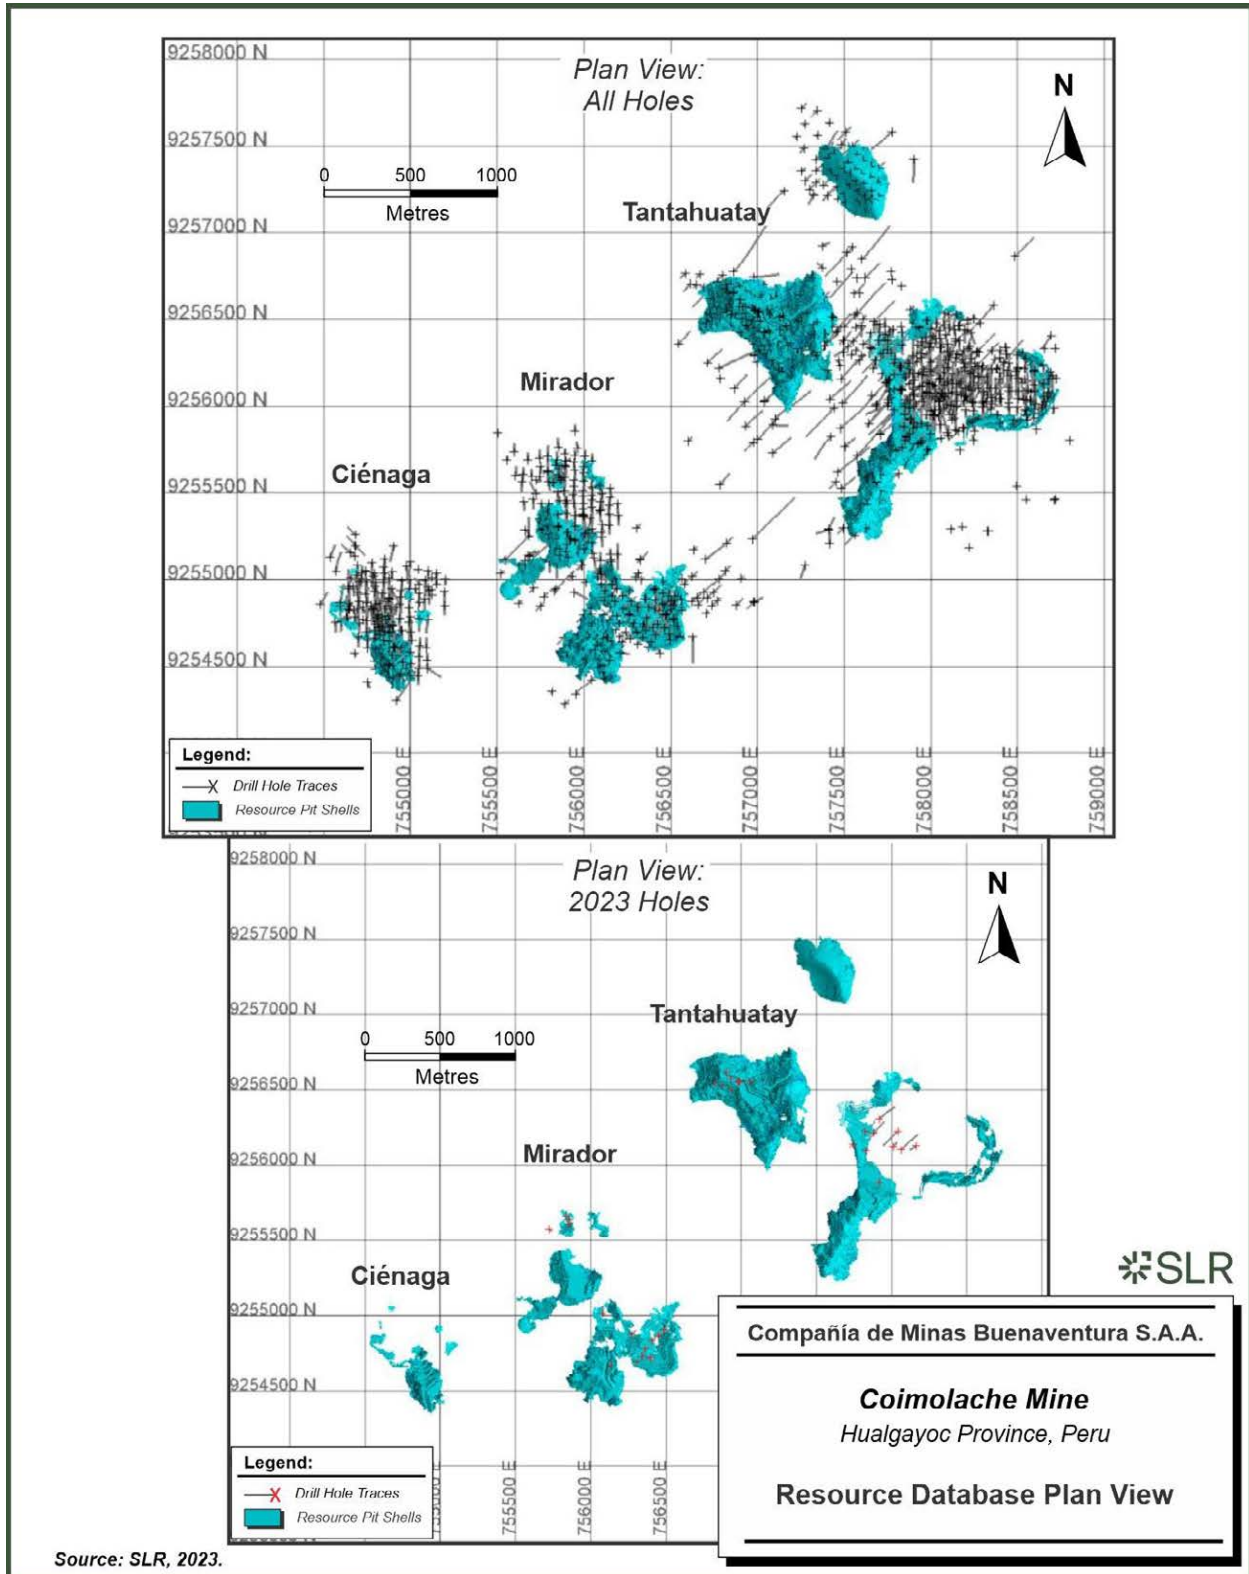 9258000 N
Plan View:
All Holes
N
9257500 N
0 500 1000
Metres
Tantahuatay
9257000 N
9256500 N
Mirador
9256000 N
Ciénaga
9255500 N
9255000 N
9254500 N
Legend:
Drill Hole Traces
Resource Pit Shells
755000 E
755500 E
756000 E
756500 E
757000 E
757500 E
758000 E
758500 E
759000 E
9258000 N
Plan View:
2023 Holes
N
9257500 N
9257000 N
Tantahuatay
0 500 1000
Metres
9256500 N
Mirador
9256000 N
9255500 N
Ciénaga
SLR
9255000 N
9254500 N
Legend:
Drill Hole Traces
Resource Pit Shells
755500 E
756000 E
756500 E
Compañía de Minas Buenaventura S.A.A.
Coimolache Mine
Hualgayoc Province, Peru
Resource Database Plan View
Source: SLR, 2023.